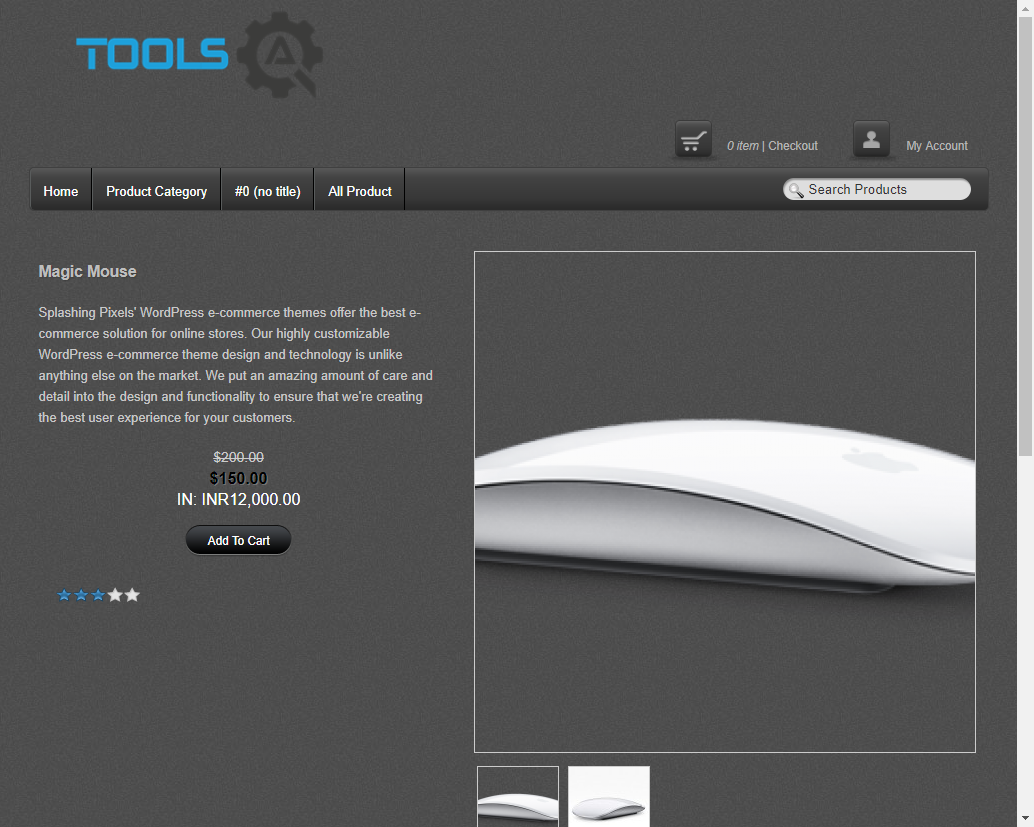 TOOLS QA
0 item | Checkout
My Account
Home
Product Category
#0 (no title)
All Product
Search Products
Magic Mouse
Splashing Pixels' WordPress e-commerce themes offer the best e-
commerce solution for online stores. Our highly customizable
WordPress e-commerce theme design and technology is unlike
anything else on the market. We put an amazing amount of care and
detail into the design and functionality to ensure that we're creating
the best user experience for your customers.
$200.00
$150.00
IN: INR12,000.00
Add To Cart